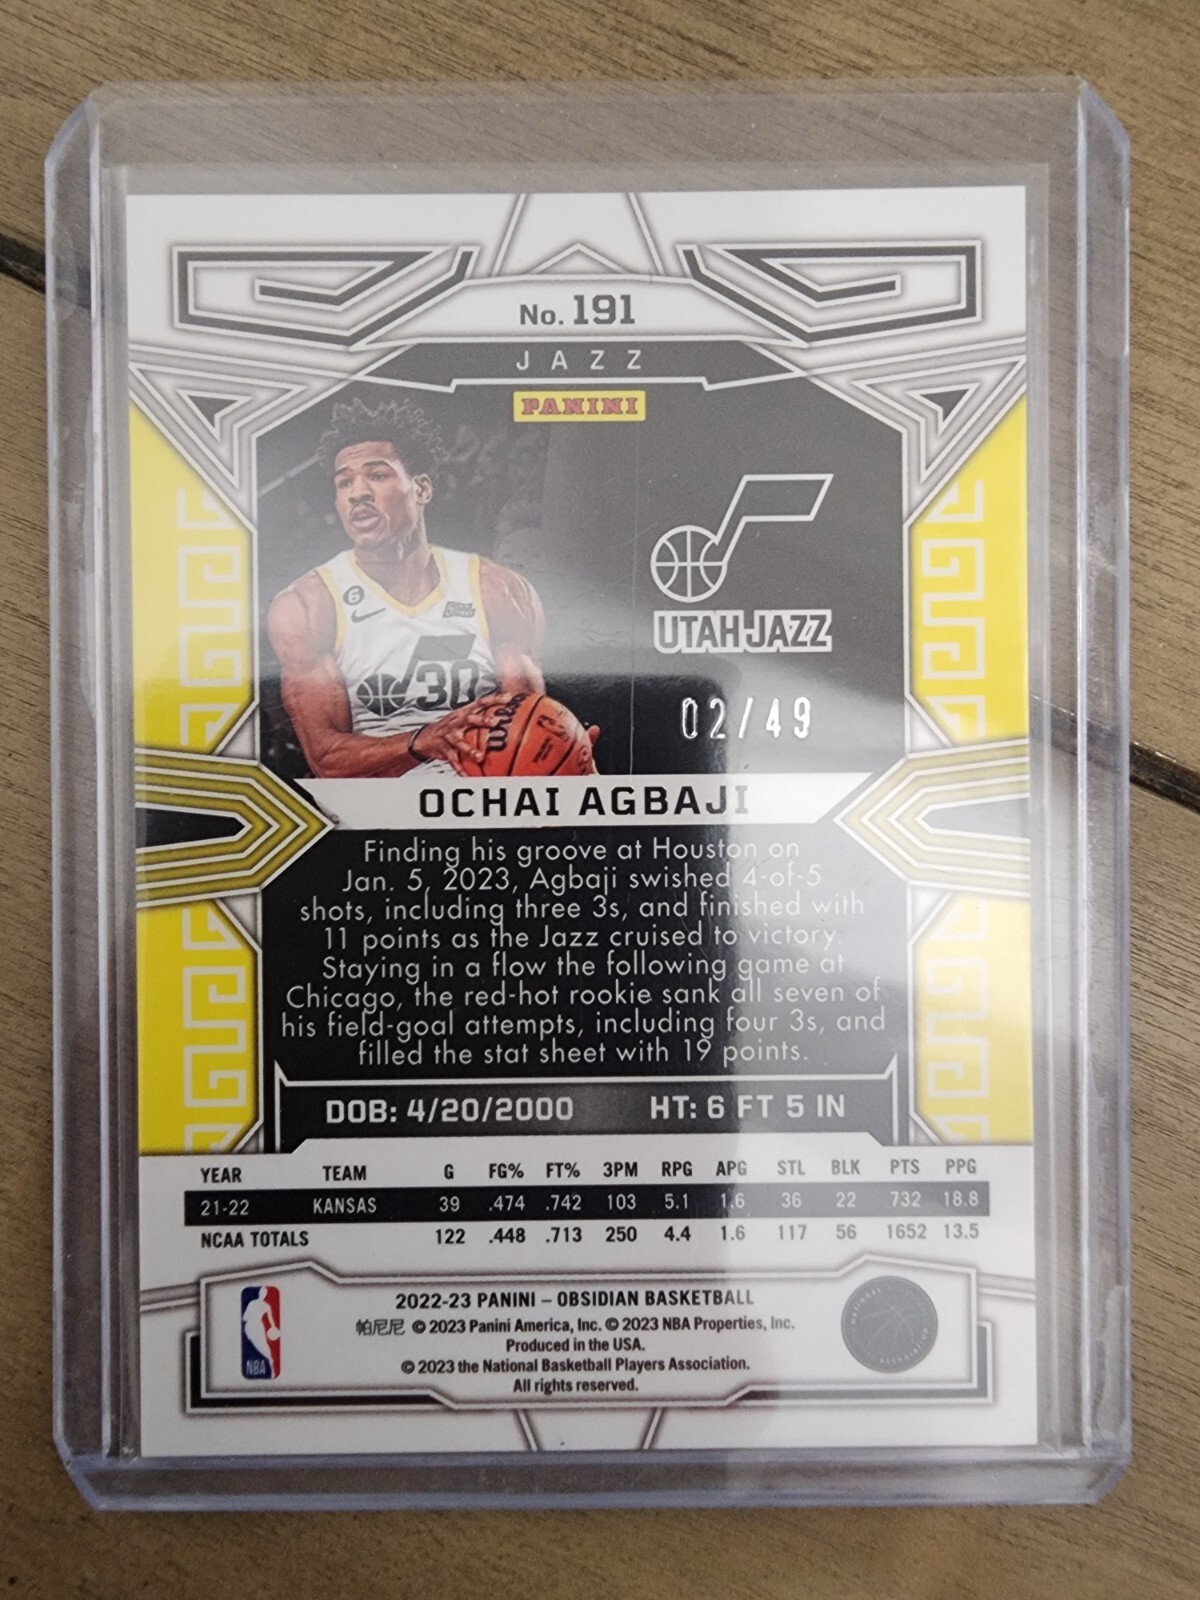 No. 191
JAZZ
PANINI
6
30
Wilson
UTAH JAZZ
02/49
OCHAI AGBAJI
Finding his groove at Houston on
Jan. 5, 2023, Agbaji swished 4-of-5
shots, including three 3s, and finished with
11 points as the Jazz cruised to victory.
Staying in a flow the following game at
Chicago, the red-hot rookie sank all seven of
his field-goal attempts, including four 3s, and
filled the stat sheet with 19 points.
DOB: 4/20/2000 HT: 6 FT 5 IN
YEAR TEAM G FG% FT% 3PM RPG APG STL BLK PTS PPG
21-22 KANSAS 39 .474 .742 103 5.1 1.6 36 22 732 18.8
NCAA TOTALS 122 .448 .713 250 4.4 1.6 117 56 1652 13.5
2022-23 PANINI – OBSIDIAN BASKETBALL
帕尼尼 © 2023 Panini America, Inc. © 2023 NBA Properties, Inc.
Produced in the USA.
© 2023 the National Basketball Players Association.
All rights reserved.
NBA